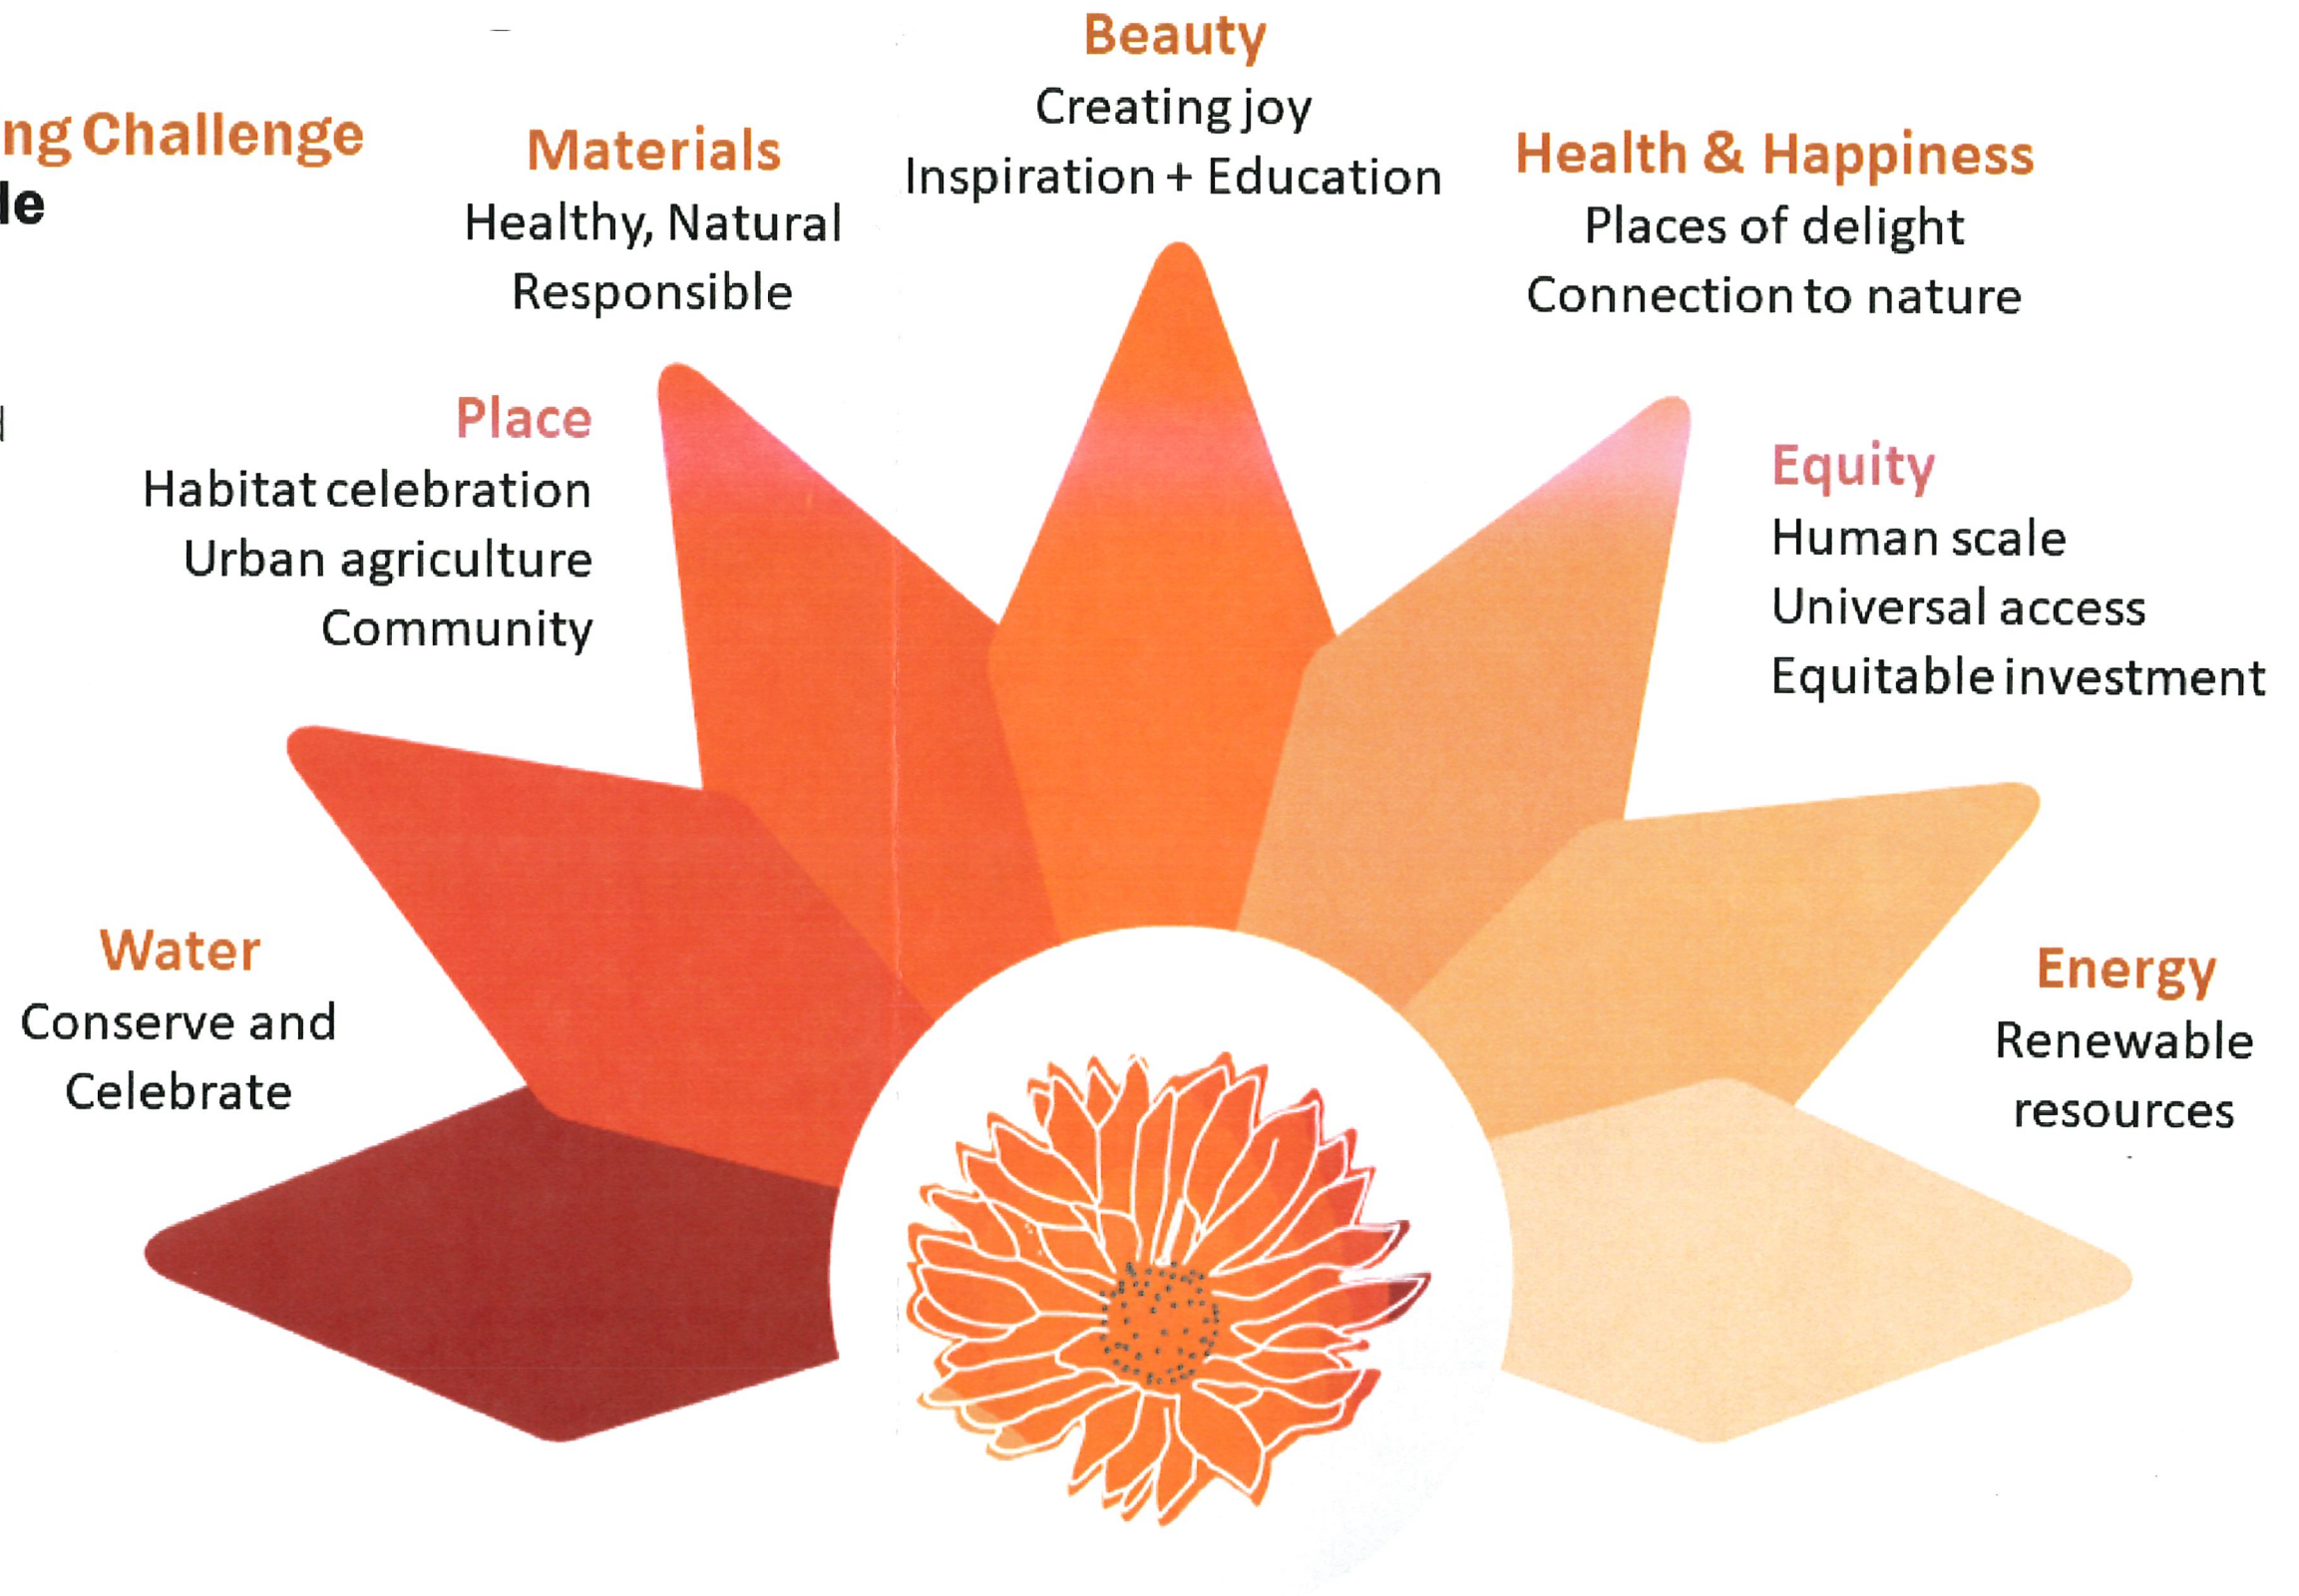 ng Challenge
le
Beauty
Creating joy
Inspiration + Education
Materials
Healthy, Natural
Responsible
Health & Happiness
Places of delight
Connection to nature
Place
Habitat celebration
Urban agriculture
Community
Equity
Human scale
Universal access
Equitable investment
Water
Conserve and
Celebrate
Energy
Renewable
resources